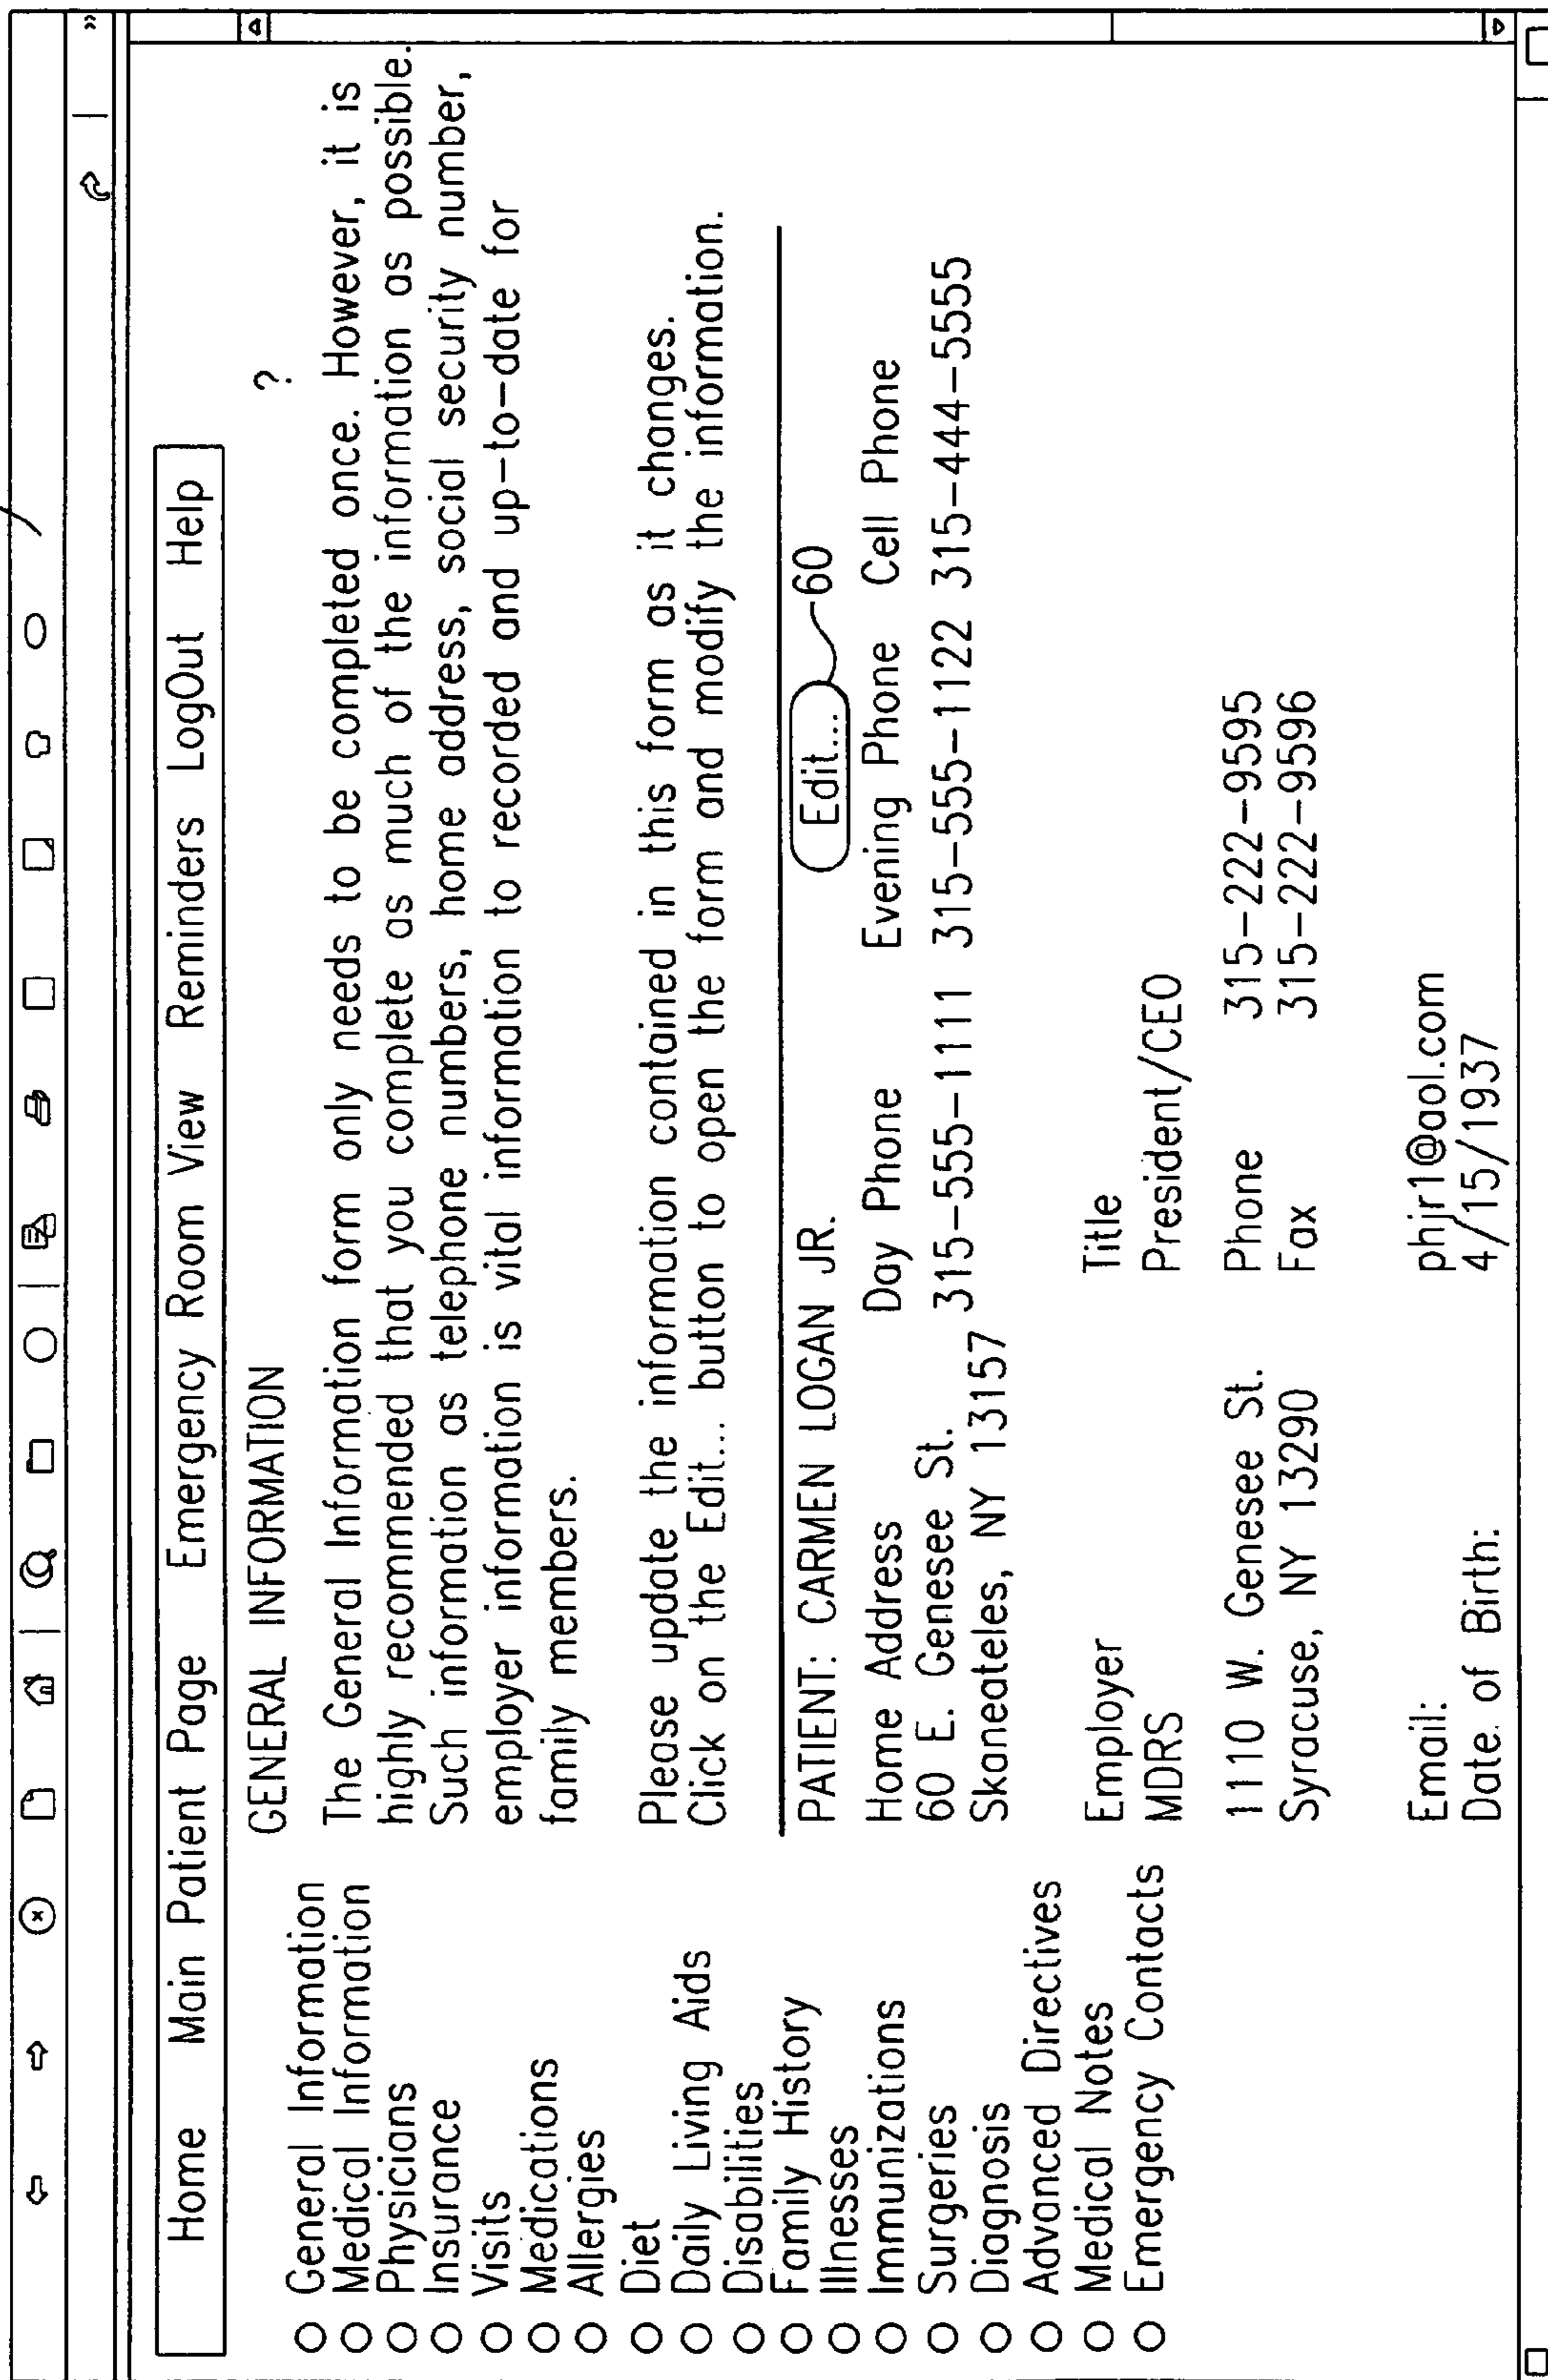 »
Home Main Patient Page Emergency Room View Reminders LogOut Help
General Information
Medical Information
Physicians
Insurance
Visits
Medications
Allergies
Diet
Daily Living Aids
Disabilities
Family History
Illnesses
Immunizations
Surgeries
Diagnosis
Advanced Directives
Medical Notes
Emergency Contacts
GENERAL INFORMATION ?
The General Information form only needs to be completed once. However, it is
highly recommended that you complete as much of the information as possible.
Such information as telephone numbers, home address, social security number,
employer information is vital information to recorded and up-to-date for
family members.
Please update the information contained in this form as it changes.
Click on the Edit... button to open the form and modify the information.
PATIENT: CARMEN LOGAN JR. Edit... 60
Home Address Day Phone Evening Phone Cell Phone
60 E. Genesee St. 315-555-1111 315-555-1122 315-444-5555
Skaneateles, NY 13157
Employer Title
MDRS President/CEO
1110 W. Genesee St. Phone 315-222-9595
Syracuse, NY 13290 Fax 315-222-9596
Email: phjr1@aol.com
Date of Birth: 4/15/1937